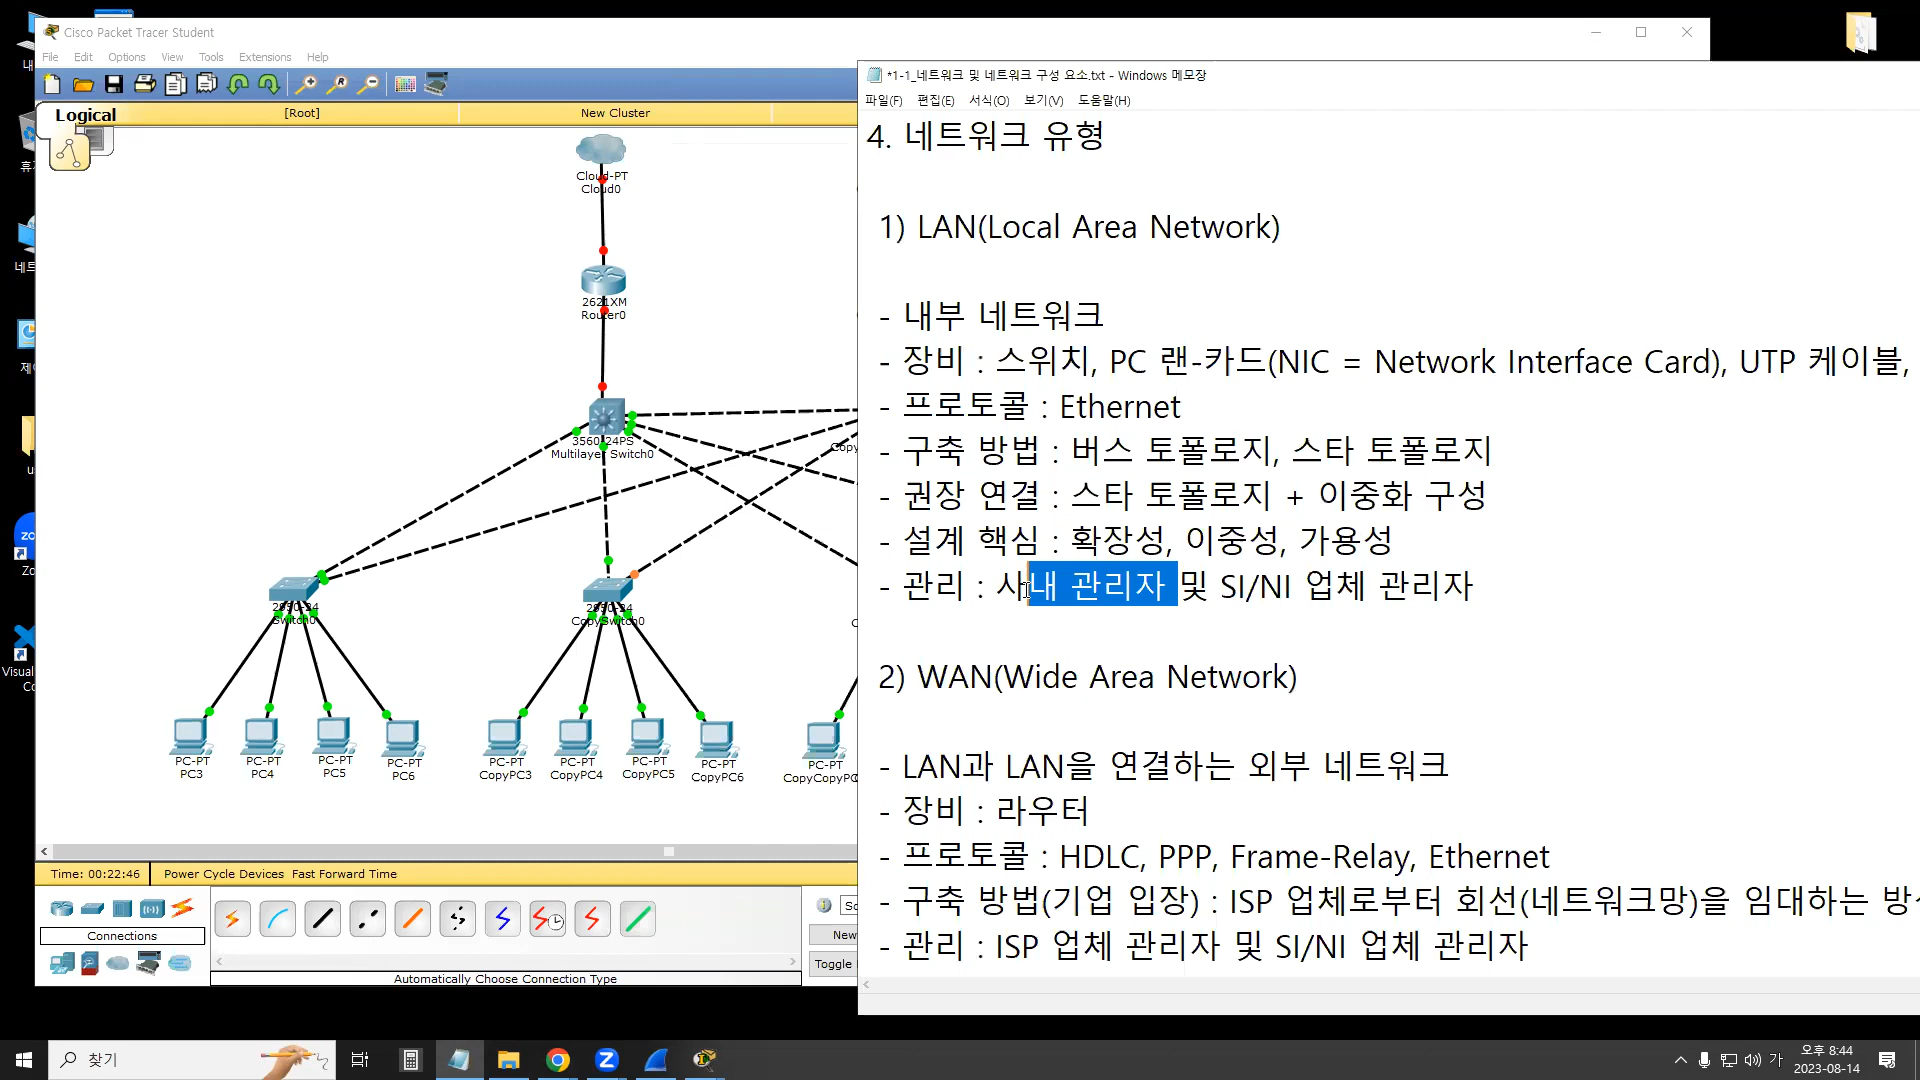 Cisco Packet Tracer Student
File Edit Options View Tools Extensions Help
Logical
[Root]
New Cluster
Cloud-PT
Cloud0
2621XM
Router0
3560-24PS
Multilayer Switch0
Copy
2950-24
Switch0
2950-24
CopySwitch0
PC-PT
PC3
PC-PT
PC4
PC-PT
PC5
PC-PT
PC6
PC-PT
CopyPC3
PC-PT
CopyPC4
PC-PT
CopyPC5
PC-PT
CopyPC6
PC-PT
CopyCopyPC
Time: 00:22:46
Power Cycle Devices Fast Forward Time
Connections
Automatically Choose Connection Type
New
Toggle
*1-1_네트워크 및 네트워크 구성 요소.txt - Windows 메모장
파일(F) 편집(E) 서식(O) 보기(V) 도움말(H)
4. 네트워크 유형
1) LAN(Local Area Network)
- 내부 네트워크
- 장비 : 스위치, PC 랜-카드(NIC = Network Interface Card), UTP 케이블,
- 프로토콜 : Ethernet
- 구축 방법 : 버스 토폴로지, 스타 토폴로지
- 권장 연결 : 스타 토폴로지 + 이중화 구성
- 설계 핵심 : 확장성, 이중성, 가용성
- 관리 : 사내 관리자 및 SI/NI 업체 관리자
2) WAN(Wide Area Network)
- LAN과 LAN을 연결하는 외부 네트워크
- 장비 : 라우터
- 프로토콜 : HDLC, PPP, Frame-Relay, Ethernet
- 구축 방법(기업 입장) : ISP 업체로부터 회선(네트워크망)을 임대하는
- 관리 : ISP 업체 관리자 및 SI/NI 업체 관리자
찾기
가
오후 8:44
2023-08-14